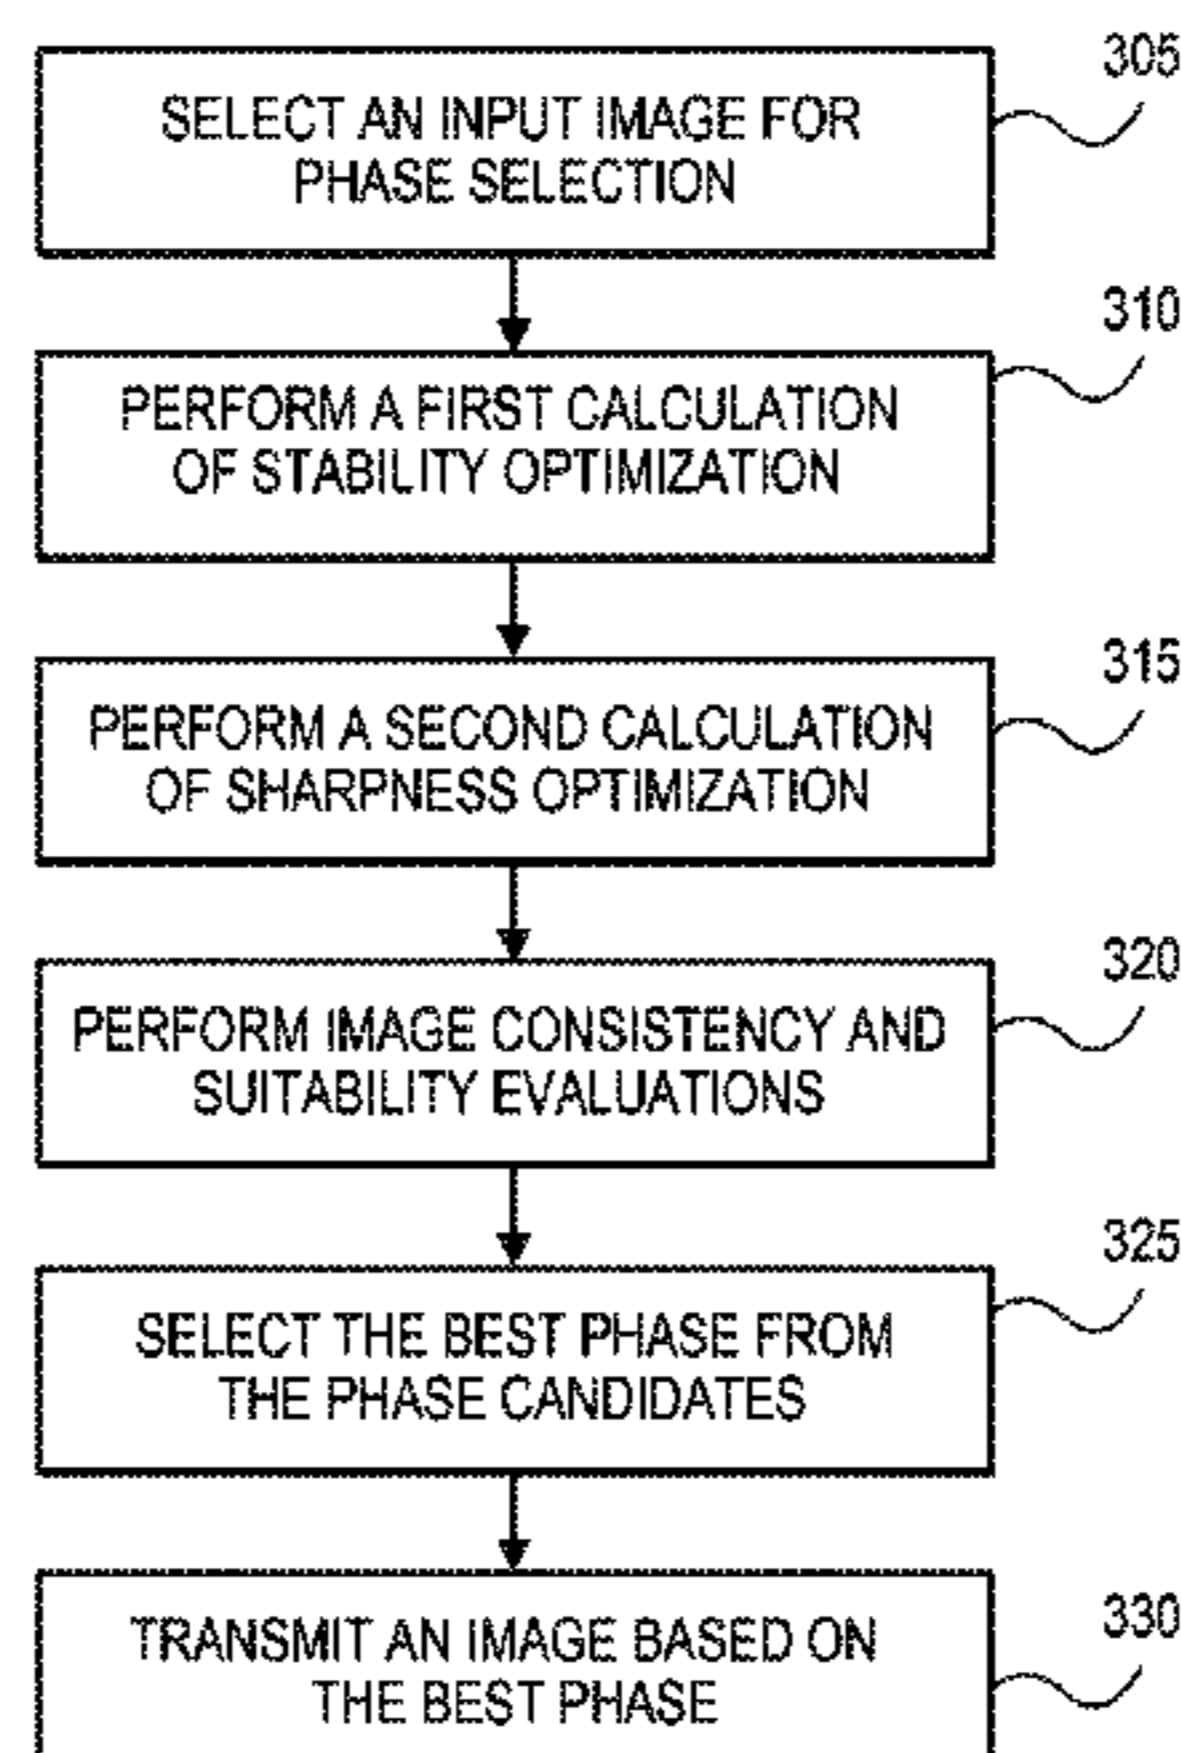 305
SELECT AN INPUT IMAGE FOR
PHASE SELECTION
310
PERFORM A FIRST CALCULATION
OF STABILITY OPTIMIZATION
315
PERFORM A SECOND CALCULATION
OF SHARPNESS OPTIMIZATION
320
PERFORM IMAGE CONSISTENCY AND
SUITABILITY EVALUATIONS
325
SELECT THE BEST PHASE FROM
THE PHASE CANDIDATES
330
TRANSMIT AN IMAGE BASED ON
THE BEST PHASE